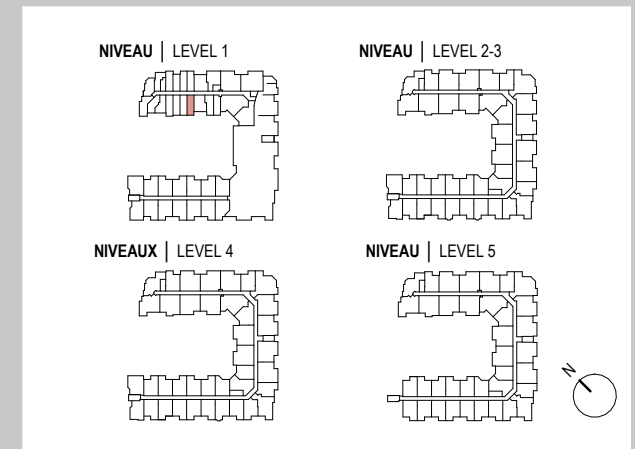 NIVEAU | LEVEL 1
NIVEAU | LEVEL 2-3
NIVEAUX | LEVEL 4
NIVEAU | LEVEL 5
N